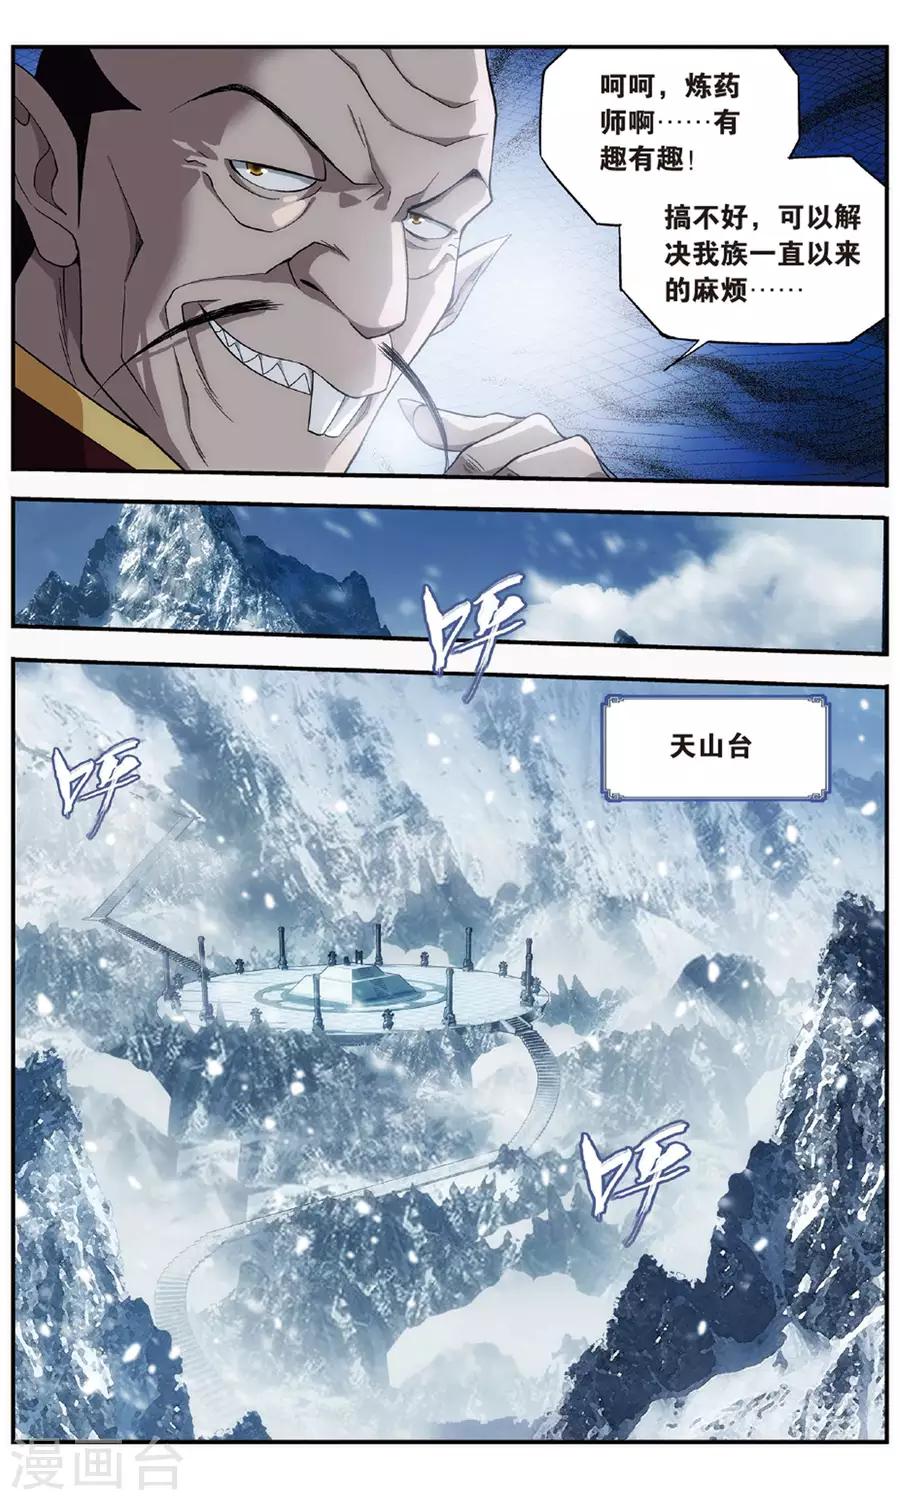 呵呵，炼药
师啊……有
趣有趣！
搞不好，可以解
决我族一直以来
的麻烦……
呼
天山台
呼
呼
漫画台